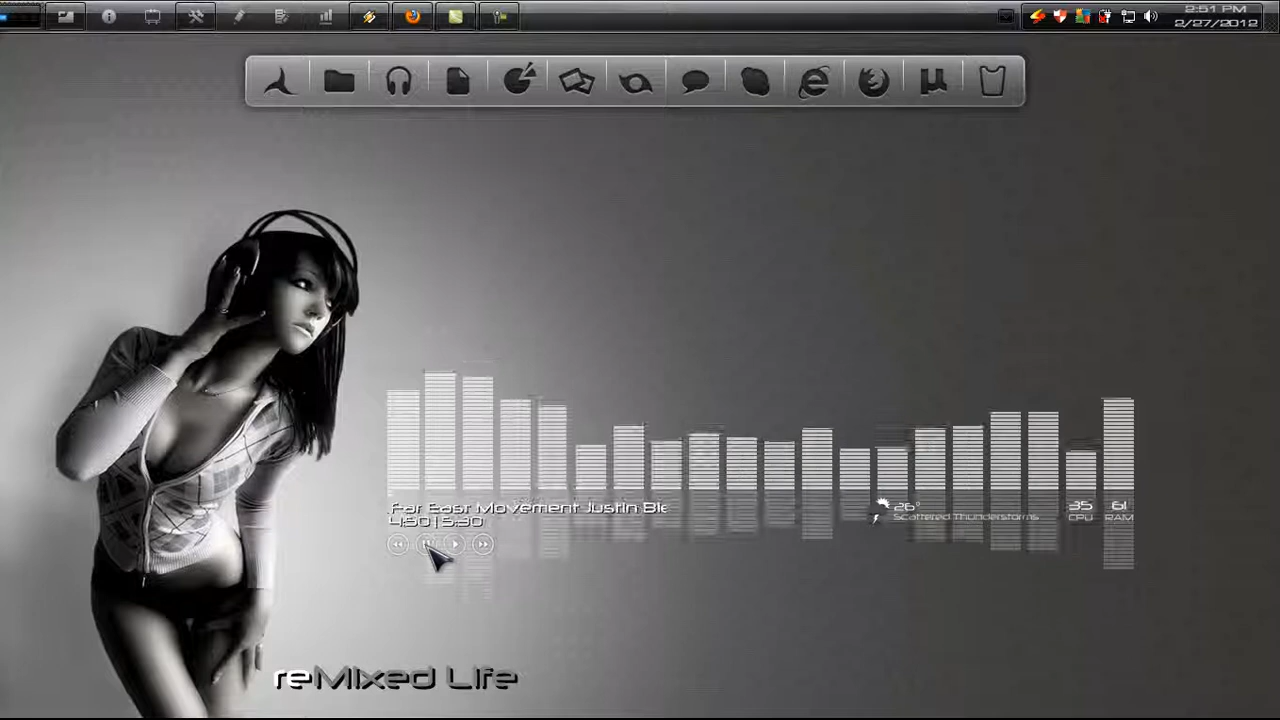 2:51 PM
2/27/2012
Far East Movement Justin Bie
4:50 | 5:30
26°
Scattered Thunderstorms
35
CPU
61
RAM
reMixed Life